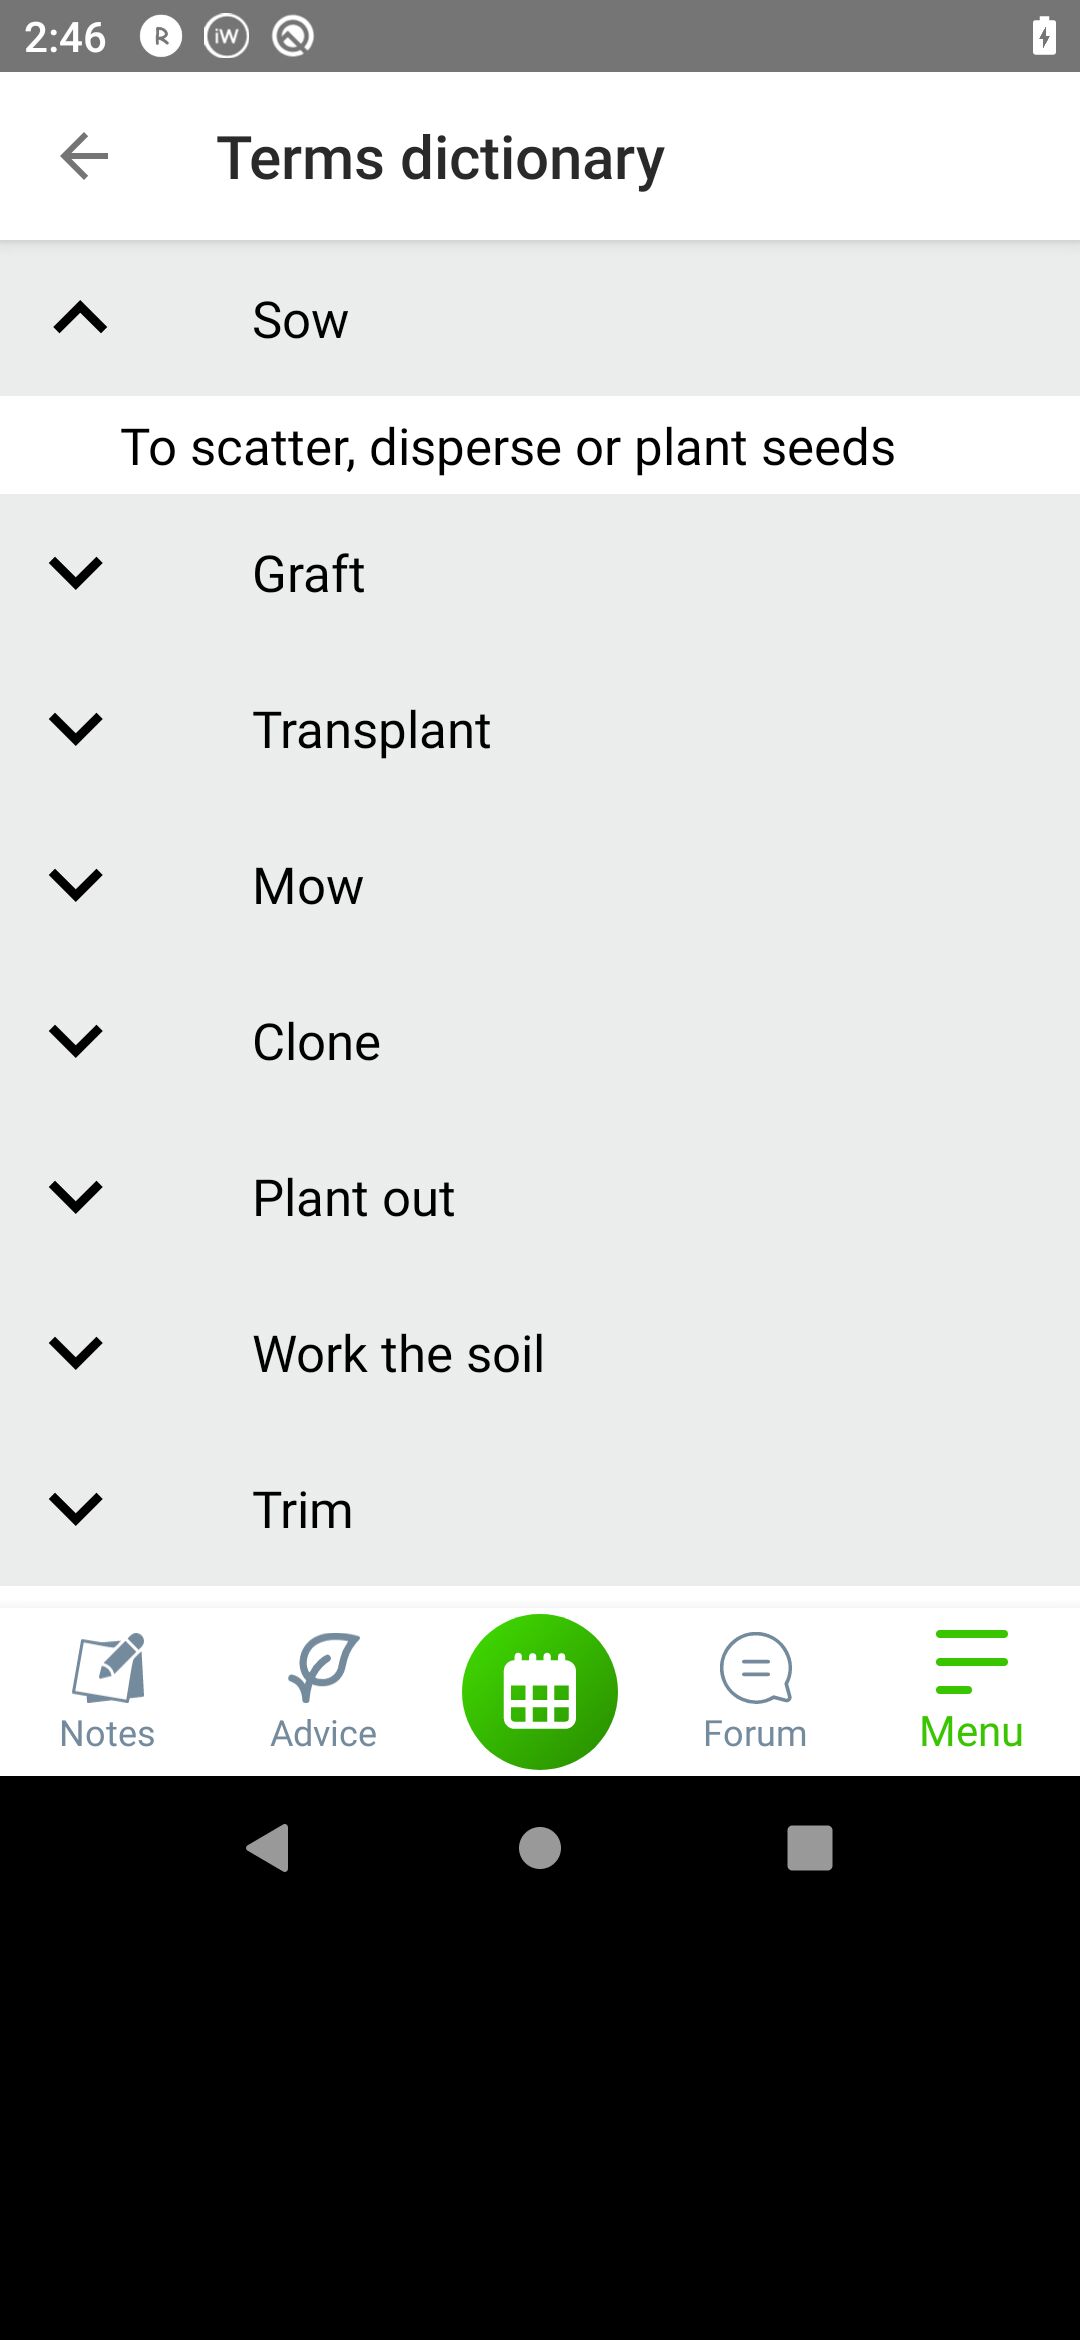 2:46
R
iW
Terms dictionary
Sow
To scatter, disperse or plant seeds
Graft
Transplant
Mow
Clone
Plant out
Work the soil
Trim
Notes
Advice
Forum
Menu